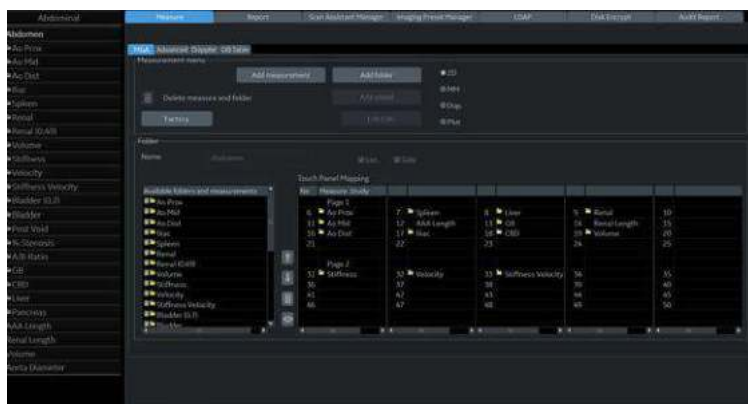 Abdominal
Measure Report Scan Assistant Manager Imaging Preset Manager LDAP Disk Encrypt Audit Report
Abdomen
Ao Prox
Ao Mid
Ao Dist
Iliac
Spleen
Renal
Renal
Volume
Stiffness
Velocity
Stiffness Velocity
Bladder
Bladder
Post Void
% Stenosis
A/B Ratio
GB
CBD
Liver
Pancreas
AAA Length
Renal Length
Volume
Aorta Diameter
M&A Advanced Doppler OB Table
Measurement menu
Add measurement Add folder 2D
MM
Delete measure and folder Dop
Factory
Folder
Name Abdomen
Touch Panel Mapping
Available folders and measurements No Measure Study
Ao Prox Page 1
Ao Mid 6 Ao Prox 7 Spleen 8 Liver 9 Renal 10
Ao Dist 11 Ao Mid 12 AAA Length 13 GB 14 Renal Length 15
Iliac 16 Ao Dist 17 Iliac 18 CBD 19 Volume 20
Spleen 21 22 23 24 25
Renal Page 2
Renal
Volume 31 Stiffness 32 Velocity 33 Stiffness Velocity 34 35
Stiffness 36 37 38 39 40
Velocity 41 42 43 44 45
Stiffness Velocity 46 47 48 49 50
Bladder
Bladder